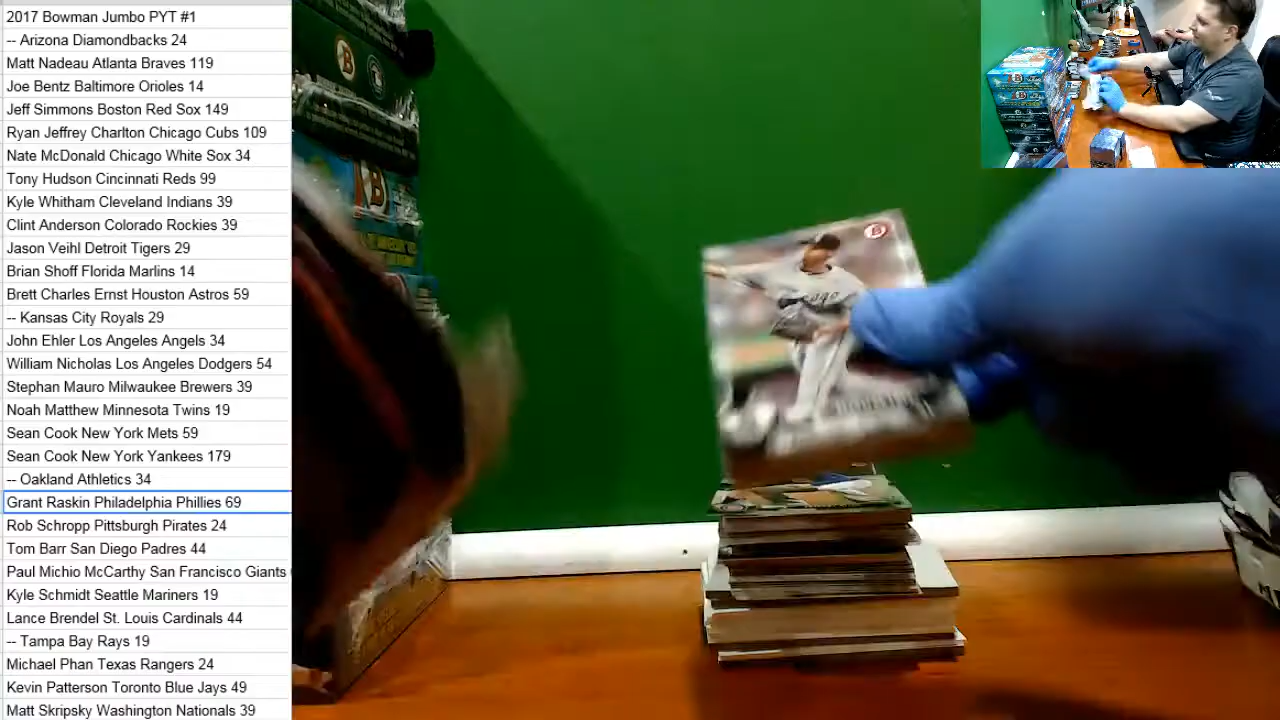 2017 Bowman Jumbo PYT #1
-- Arizona Diamondbacks 24
Matt Nadeau Atlanta Braves 119
Joe Bentz Baltimore Orioles 14
Jeff Simmons Boston Red Sox 149
Ryan Jeffrey Charlton Chicago Cubs 109
Nate McDonald Chicago White Sox 34
Tony Hudson Cincinnati Reds 99
Kyle Whitham Cleveland Indians 39
Clint Anderson Colorado Rockies 39
Jason Veihl Detroit Tigers 29
Brian Shoff Florida Marlins 14
Brett Charles Ernst Houston Astros 59
-- Kansas City Royals 29
John Ehler Los Angeles Angels 34
William Nicholas Los Angeles Dodgers 54
Stephan Mauro Milwaukee Brewers 39
Noah Matthew Minnesota Twins 19
Sean Cook New York Mets 59
Sean Cook New York Yankees 179
-- Oakland Athletics 34
Grant Raskin Philadelphia Phillies 69
Rob Schropp Pittsburgh Pirates 24
Tom Barr San Diego Padres 44
Paul Michio McCarthy San Francisco Giants
Kyle Schmidt Seattle Mariners 19
Lance Brendel St. Louis Cardinals 44
-- Tampa Bay Rays 19
Michael Phan Texas Rangers 24
Kevin Patterson Toronto Blue Jays 49
Matt Skripsky Washington Nationals 39